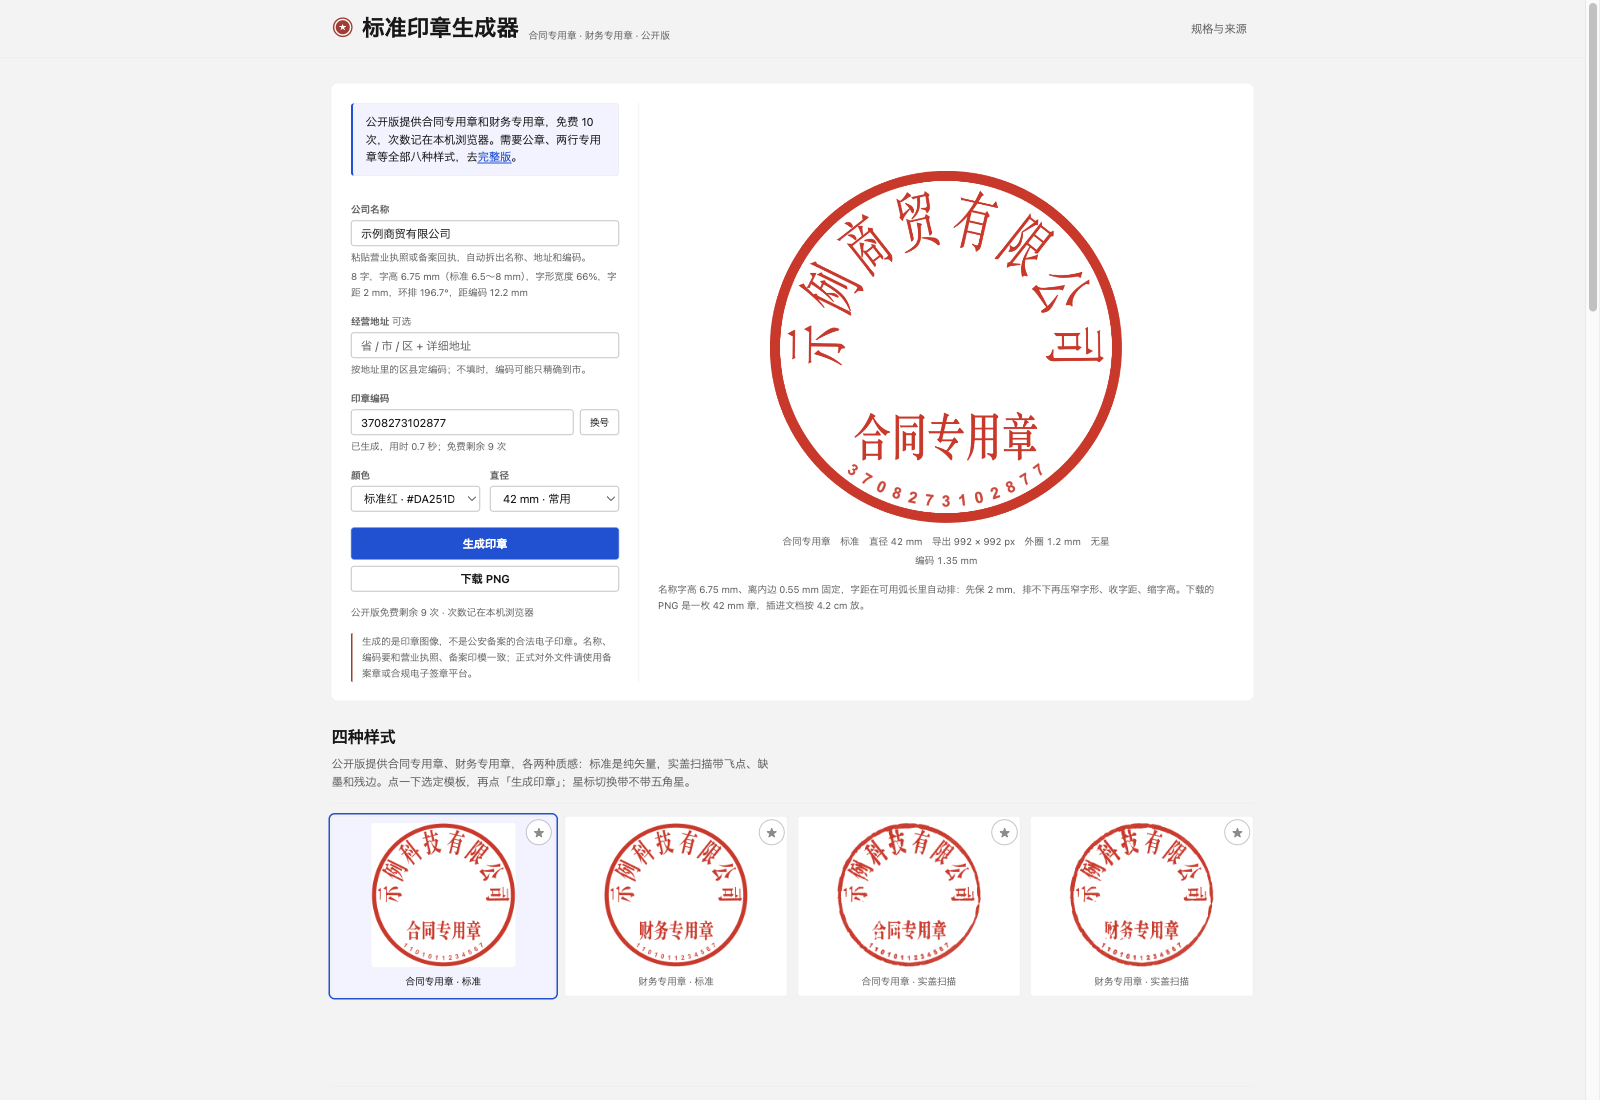 标准印章生成器
合同专用章 · 财务专用章 · 公开版
规格与来源
公开版提供合同专用章和财务专用章，免费 10
次，次数记在本机浏览器。需要公章、两行专用
章等全部八种样式，去完整版。
公司名称
示例商贸有限公司
粘贴营业执照或备案回执，自动拆出名称、地址和编码。
8 字，字高 6.75 mm（标准 6.5～8 mm），字形宽度 66%，字
距 2 mm，环排 196.7°，距编码 12.2 mm
经营地址 可选
省 / 市 / 区 + 详细地址
按地址里的区县定编码；不填时，编码可能只精确到市。
印章编码
3708273102877
换号
已生成，用时 0.7 秒；免费剩余 9 次
颜色
直径
标准红 · #DA251D
42 mm · 常用
生成印章
下载 PNG
公开版免费剩余 9 次 · 次数记在本机浏览器
生成的是印章图像，不是公安备案的合法电子印章。名称、
编码要和营业执照、备案印模一致；正式对外文件请使用备
案章或合规电子签章平台。
示例商贸有限公司
合同专用章
3708273102877
合同专用章 标准 直径 42 mm 导出 992 × 992 px 外圈 1.2 mm 无星
编码 1.35 mm
名称字高 6.75 mm、离内边 0.55 mm 固定，字距在可用弧长里自动排：先保 2 mm，排不下再压窄字形、收字距、缩字高。下载的
PNG 是一枚 42 mm 章，插进文档按 4.2 cm 放。
四种样式
公开版提供合同专用章、财务专用章，各两种质感：标准是纯矢量，实盖扫描带飞点、缺
墨和残边。点一下选定模板，再点「生成印章」；星标切换带不带五角星。
示例科技有限公司
合同专用章
1101011234567
合同专用章 · 标准
示例科技有限公司
财务专用章
1101011234567
财务专用章 · 标准
示例科技有限公司
合同专用章
1101011234567
合同专用章 · 实盖扫描
示例科技有限公司
财务专用章
1101011234567
财务专用章 · 实盖扫描